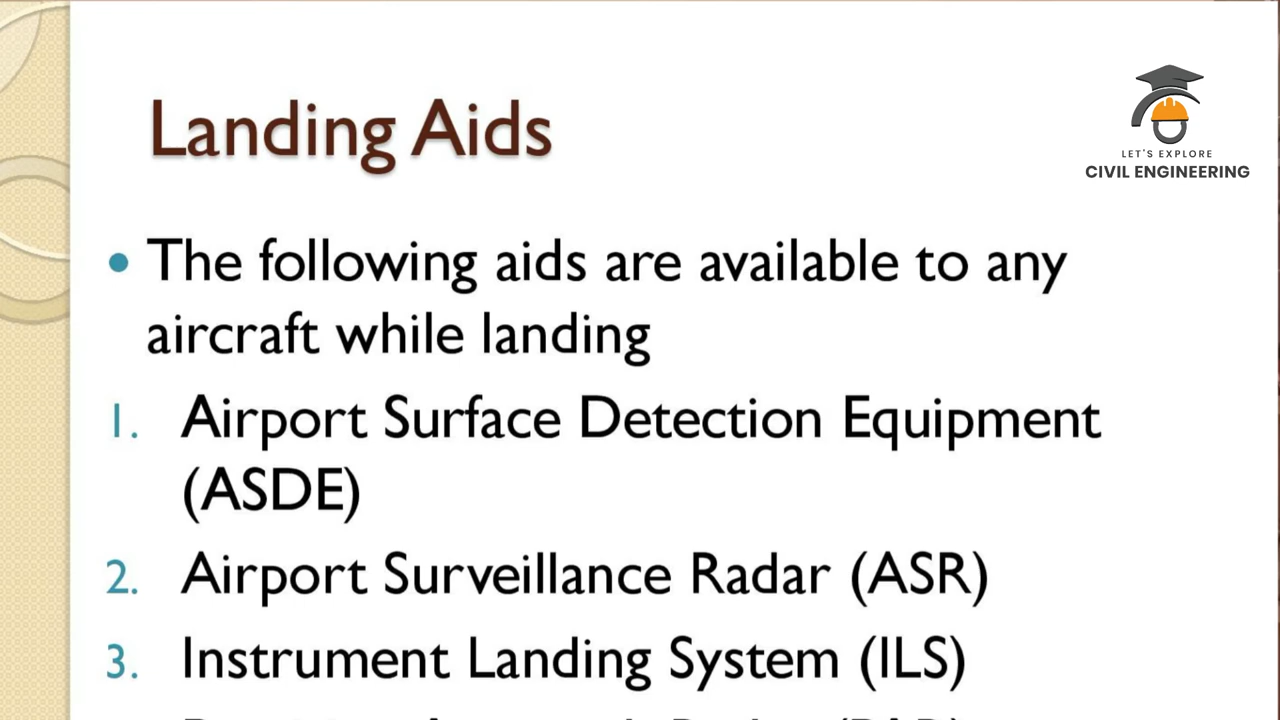 Landing Aids
LET'S EXPLORE
CIVIL ENGINEERING
• The following aids are available to any
aircraft while landing
1. Airport Surface Detection Equipment
(ASDE)
2. Airport Surveillance Radar (ASR)
3. Instrument Landing System (ILS)